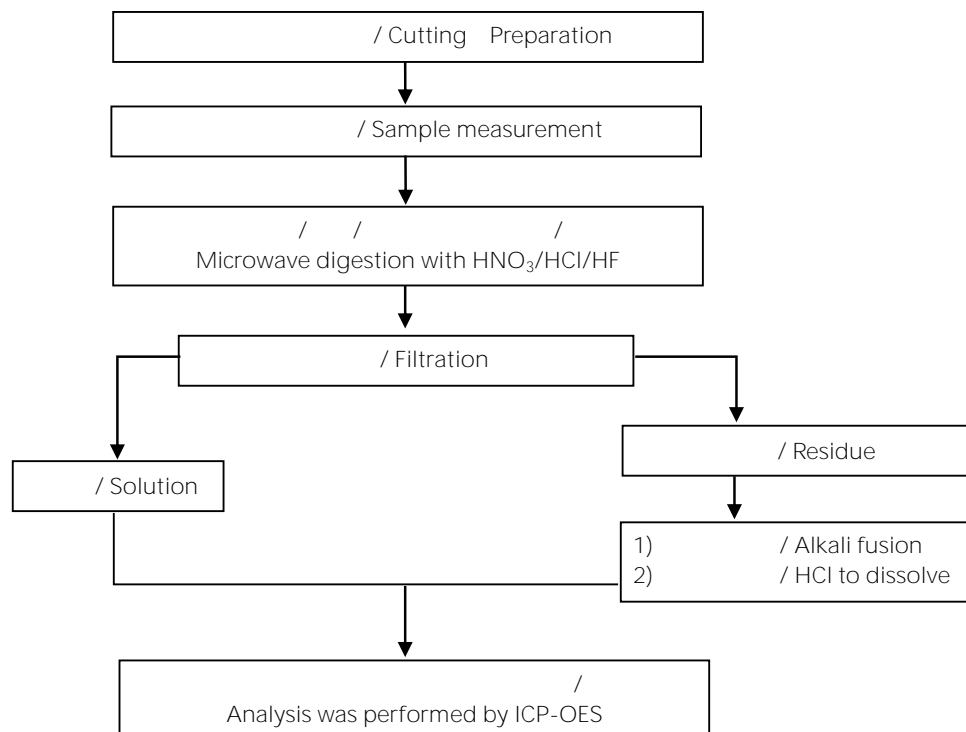 / Cutting Preparation
/ Sample measurement
/ / /
Microwave digestion with HNO₃/HCl/HF
/ Filtration
/ Residue
/ Solution
1) / Alkali fusion
2) / HCl to dissolve
/
Analysis was performed by ICP-OES